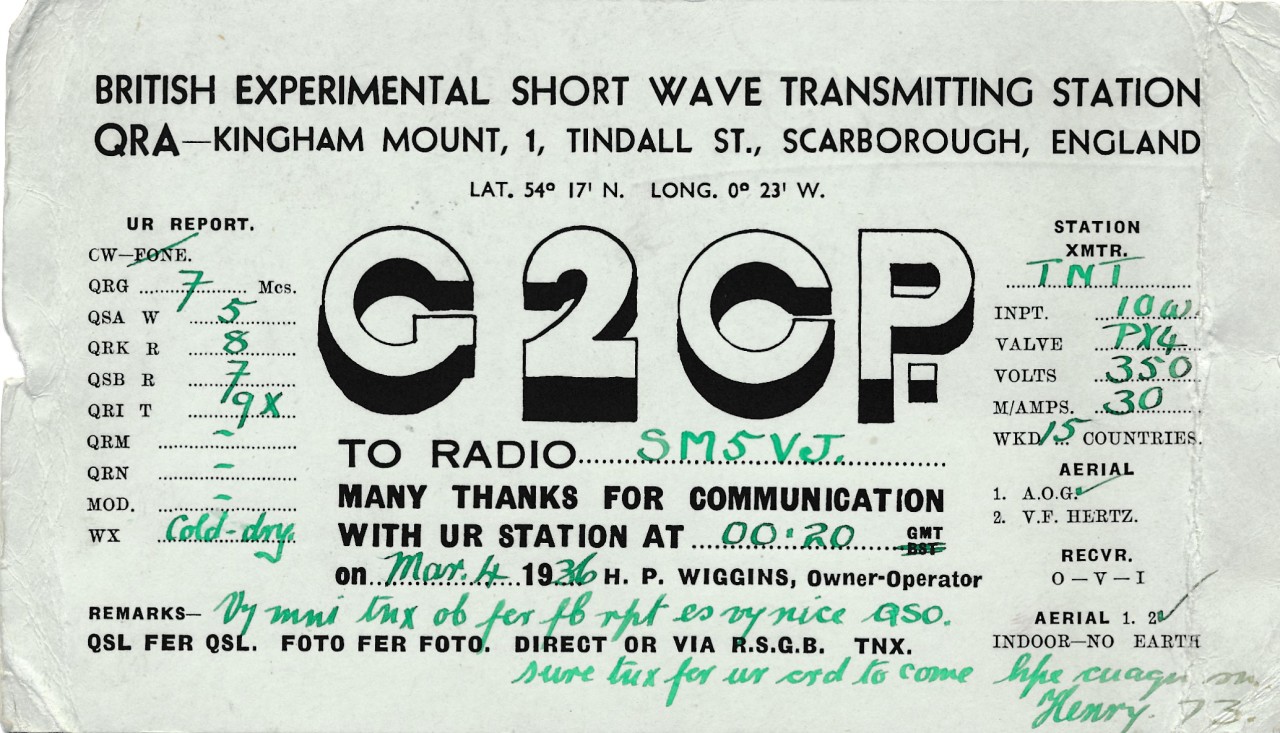 BRITISH EXPERIMENTAL SHORT WAVE TRANSMITTING STATION
QRA—KINGHAM MOUNT, 1, TINDALL ST., SCARBOROUGH, ENGLAND
LAT. 54º 17' N. LONG. 0º 23' W.
UR REPORT.
CW—FONE.
QRG 7 Mcs.
QSA W 5
QRK R 8
QSB R 7
QRI T 9X
QRM –
QRN –
MOD. –
WX Cold-dry.
G2CP.
TO RADIO SM5VJ.
MANY THANKS FOR COMMUNICATION
WITH UR STATION AT 00·20 GMT BST
on Mar. 4 1936 H. P. WIGGINS, Owner-Operator
STATION
XMTR.
TNT
INPT. 10w.
VALVE PX4
VOLTS 350
M/AMPS. 30
WKD 15 COUNTRIES.
AERIAL
1. A.O.G. ✓
2. V.F. HERTZ.
RECVR.
O—V—I
AERIAL 1. 2 ✓
INDOOR—NO EARTH
REMARKS— Vy mni tnx ob fer fb rpt es vy nice QSO.
QSL FER QSL. FOTO FER FOTO. DIRECT OR VIA R.S.G.B. TNX.
sure tnx fer ur crd to come hpe cuagn
Henry. 73.